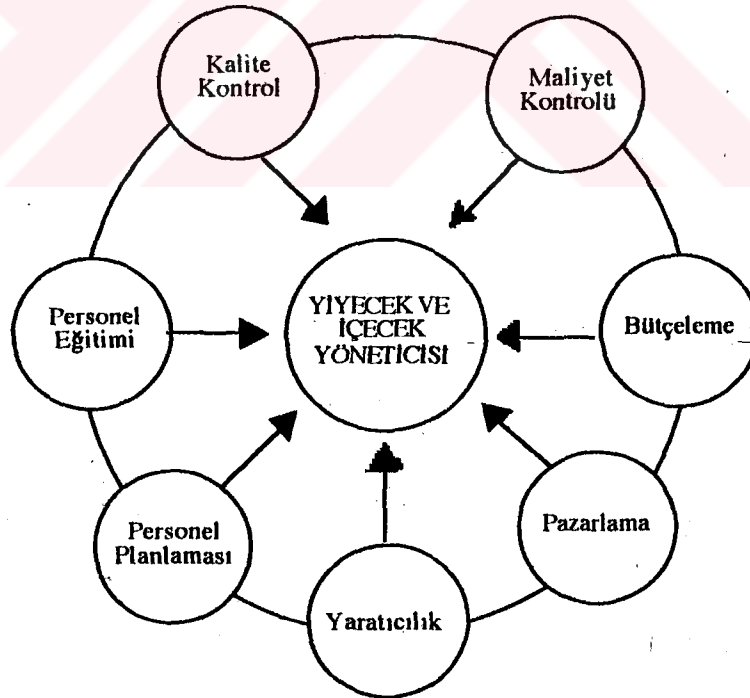 Kalite
Kontrol
Maliyet
Kontrolü
Personel
Eğitimi
YİYECEK VE
İÇECEK
YÖNETİCİSİ
Bütçeleme
Personel
Planlaması
Yaratıcılık
Pazarlama